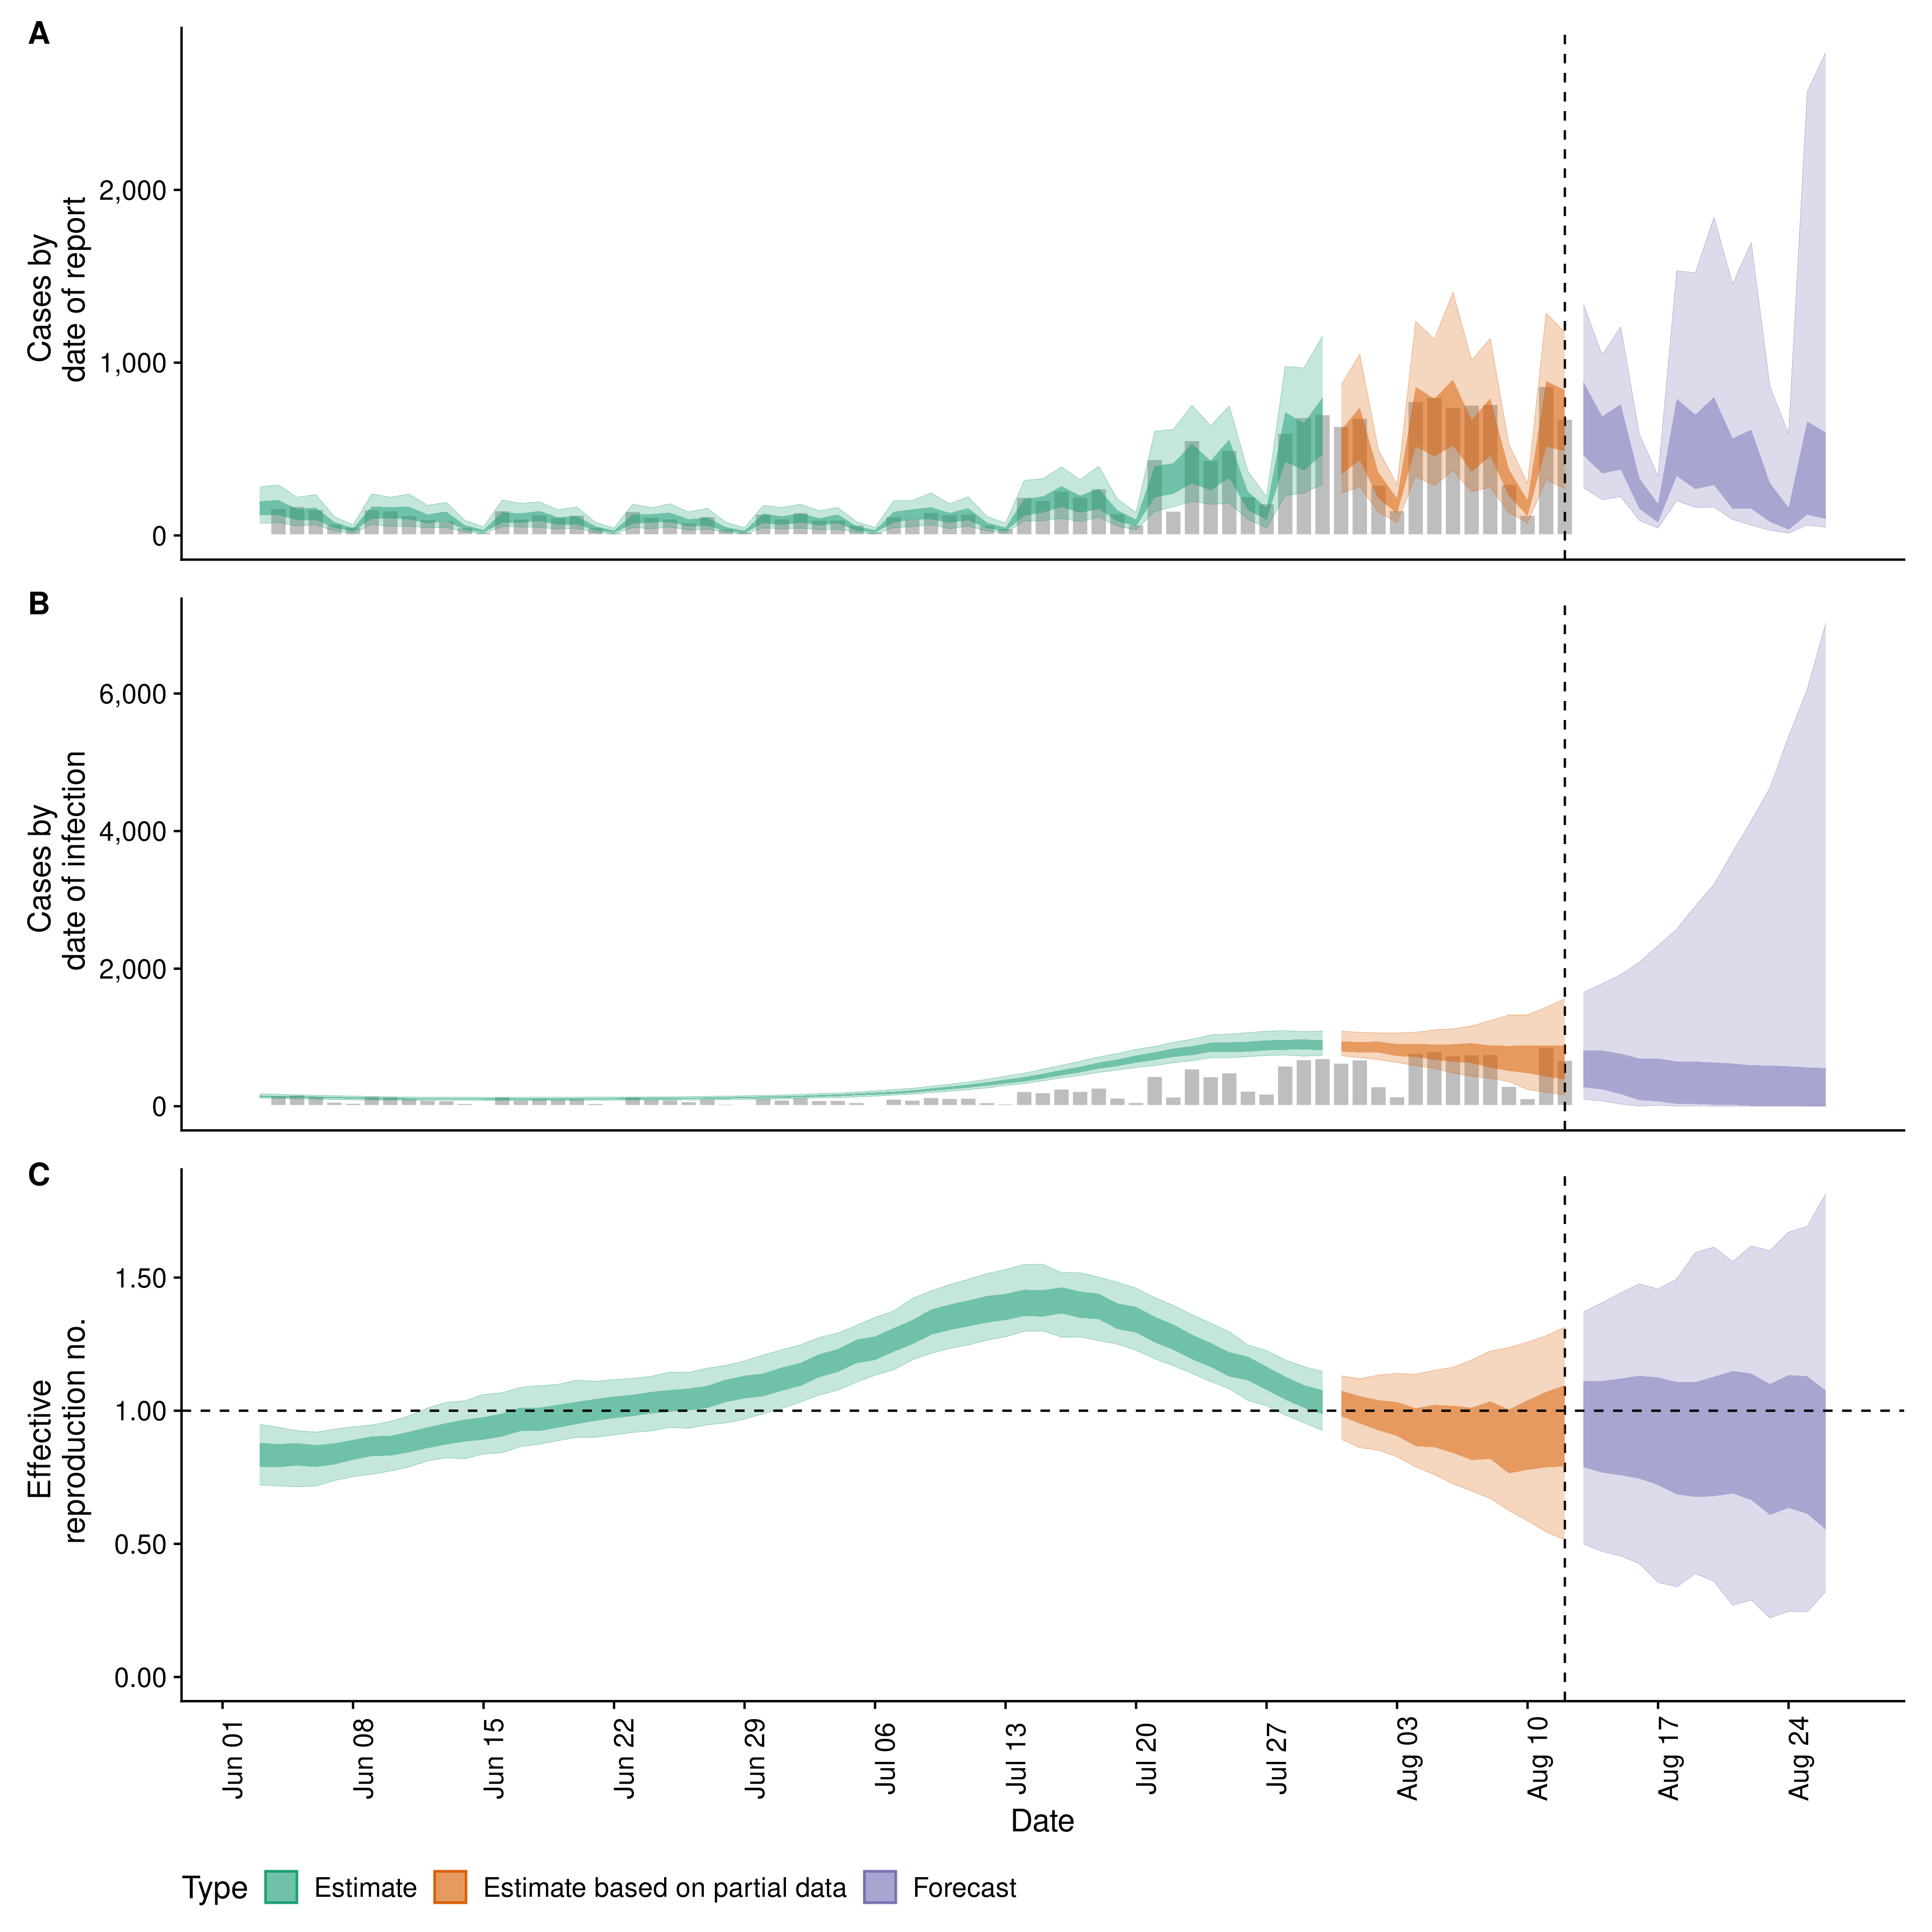 A
Cases by
date of report
2,000
1,000
0
B
Cases by
date of infection
6,000
4,000
2,000
0
C
Effective
reproduction no.
1.50
1.00
0.50
0.00
Jun 01
Jun 08
Jun 15
Jun 22
Jun 29
Jul 06
Jul 13
Jul 20
Jul 27
Aug 03
Aug 10
Aug 17
Aug 24
Date
Type
Estimate
Estimate based on partial data
Forecast